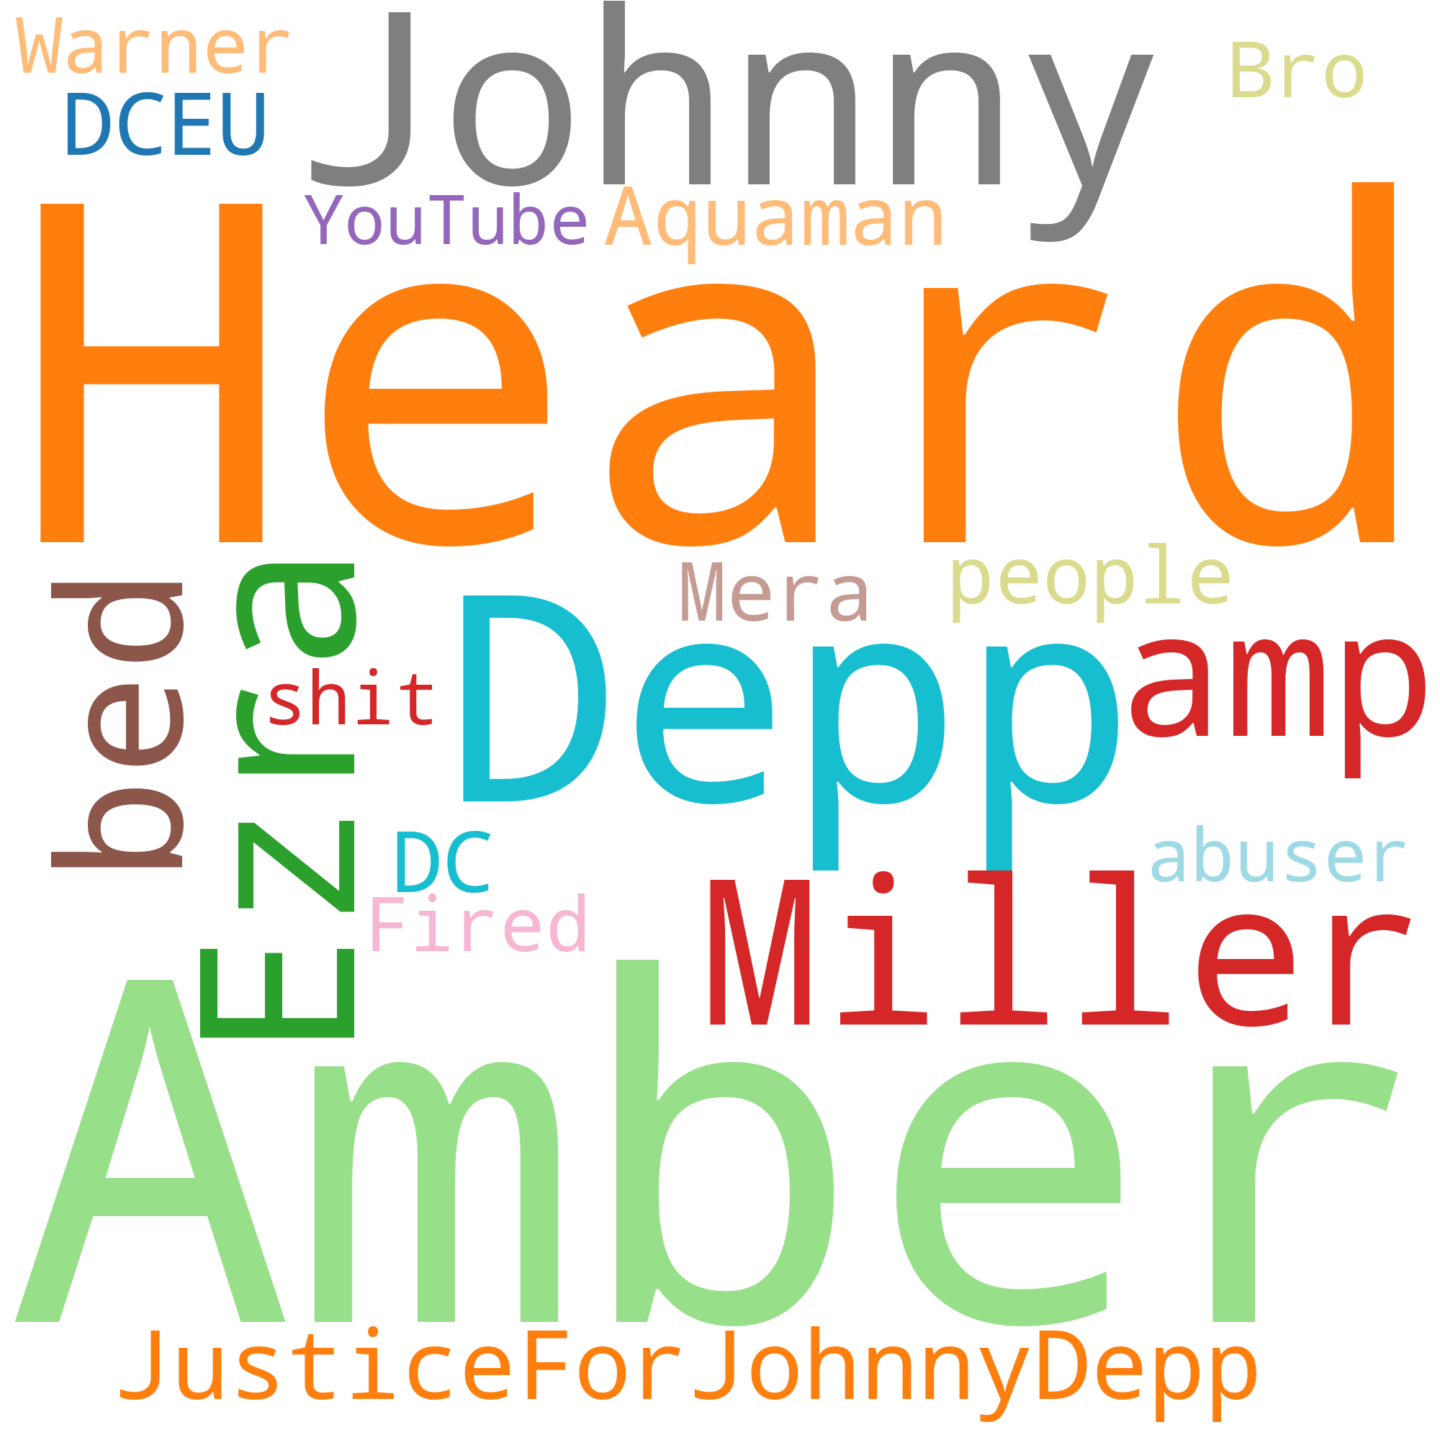 Warner
Johnny
Bro
DCEU
YouTube
Aquaman
Heard
bed
Ezra
Mera
people
shit
Depp
amp
DC
abuser
Fired
Miller
Amber
JusticeForJohnnyDepp